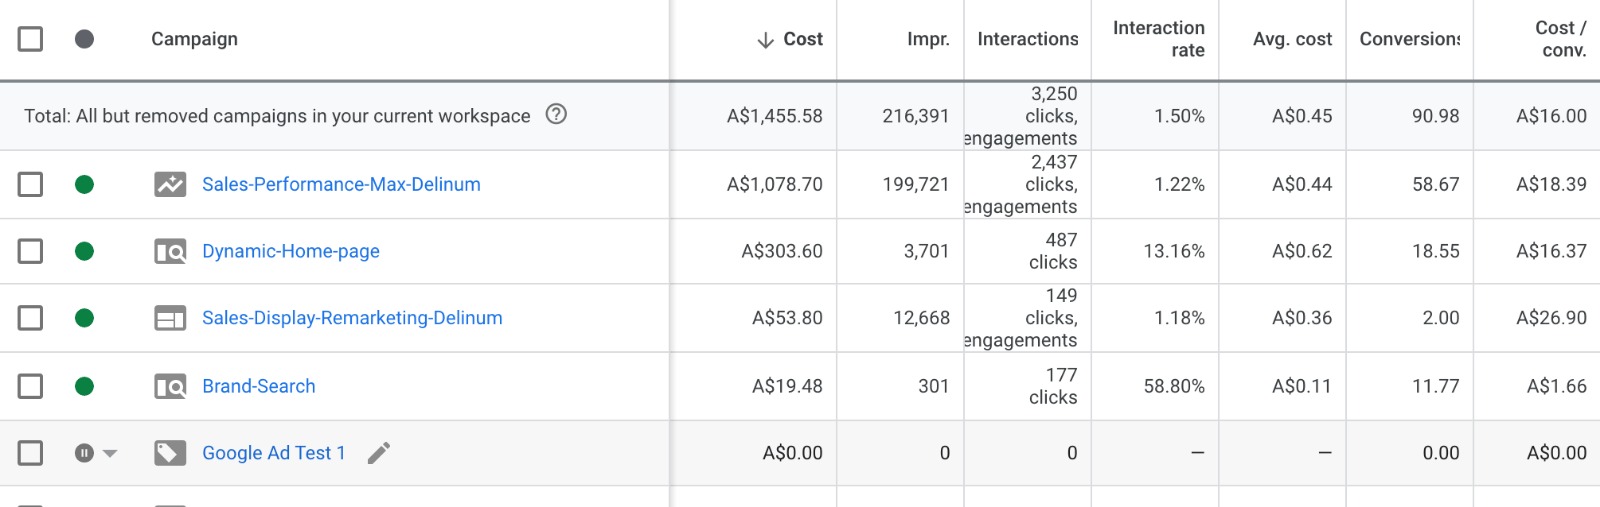 Campaign Cost Impr. Interactions Interaction rate Avg. cost Conversions Cost / conv.
Total: All but removed campaigns in your current workspace A$1,455.58 216,391 3,250 clicks, engagements 1.50% A$0.45 90.98 A$16.00
Sales-Performance-Max-Delinum A$1,078.70 199,721 2,437 clicks, engagements 1.22% A$0.44 58.67 A$18.39
Dynamic-Home-page A$303.60 3,701 487 clicks 13.16% A$0.62 18.55 A$16.37
Sales-Display-Remarketing-Delinum A$53.80 12,668 149 clicks, engagements 1.18% A$0.36 2.00 A$26.90
Brand-Search A$19.48 301 177 clicks 58.80% A$0.11 11.77 A$1.66
Google Ad Test 1 A$0.00 0 0 — — 0.00 A$0.00